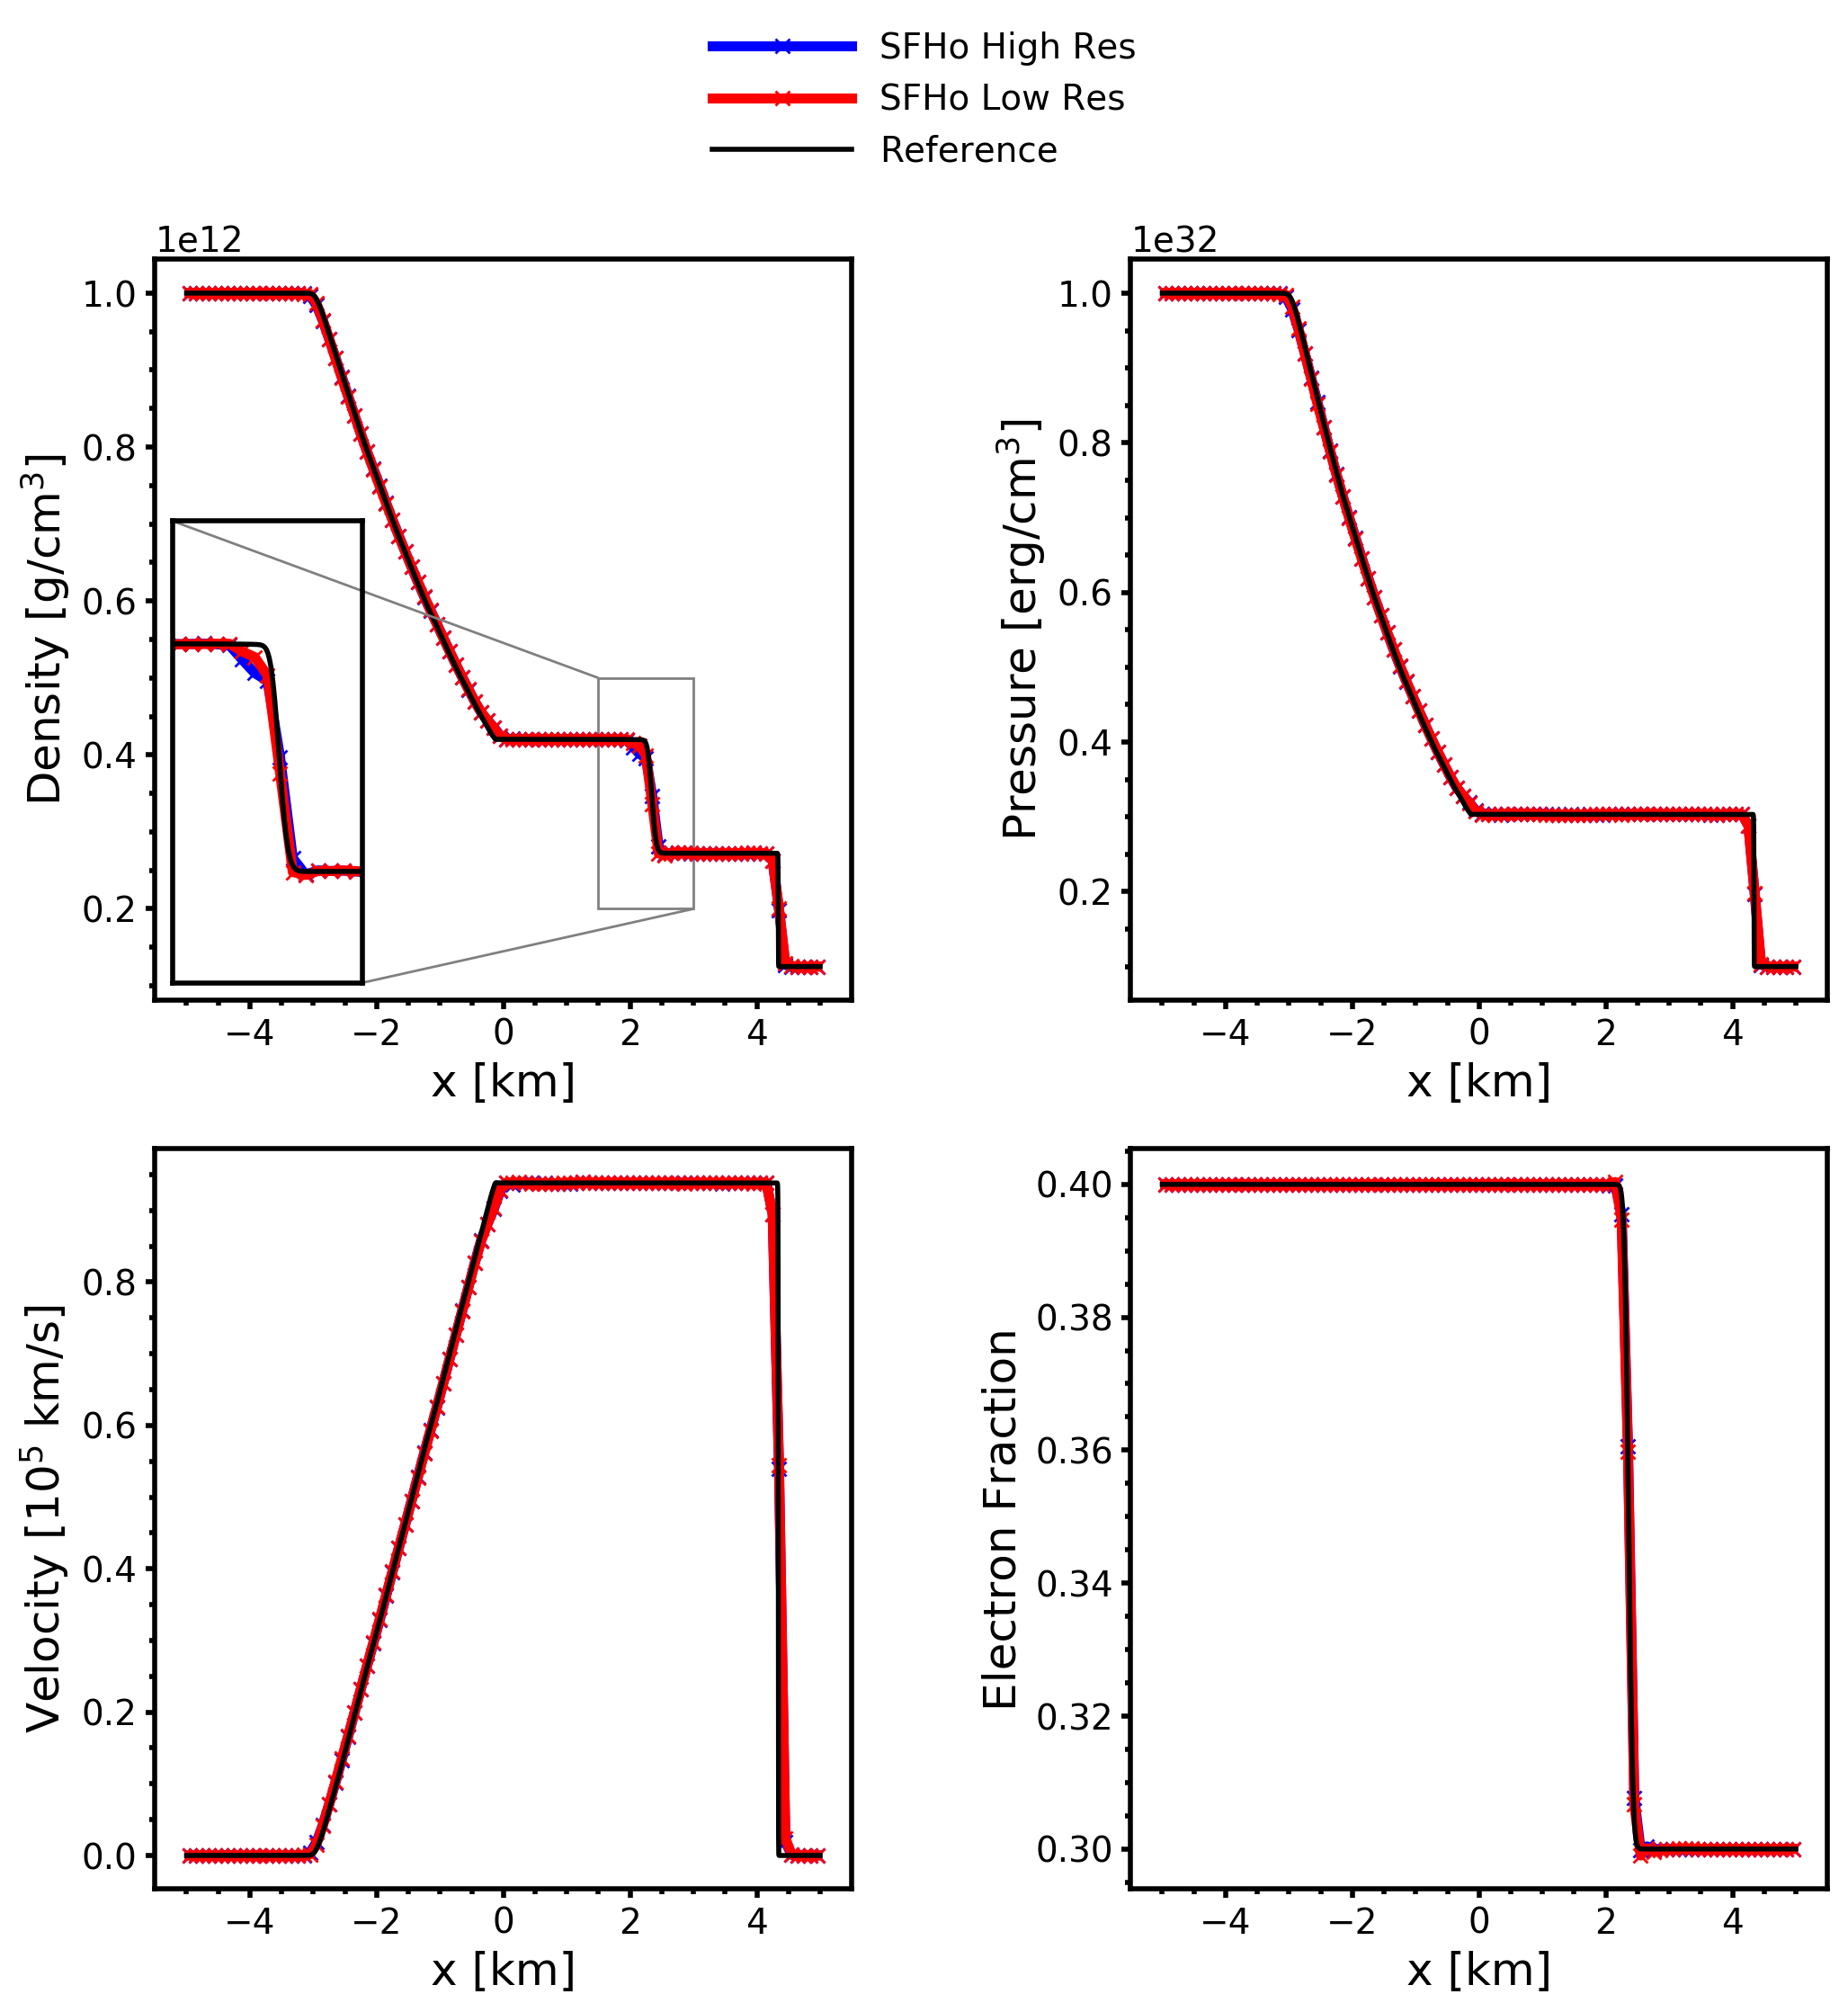 SFHo High Res
SFHo Low Res
Reference
1e12
1.0
0.8
0.6
0.4
0.2
Density [g/cm³]
−4 −2 0 2 4
x [km]
1e32
1.0
0.8
0.6
0.4
0.2
Pressure [erg/cm³]
−4 −2 0 2 4
x [km]
0.8
0.6
0.4
0.2
0.0
Velocity [10⁵ km/s]
−4 −2 0 2 4
x [km]
0.40
0.38
0.36
0.34
0.32
0.30
Electron Fraction
−4 −2 0 2 4
x [km]